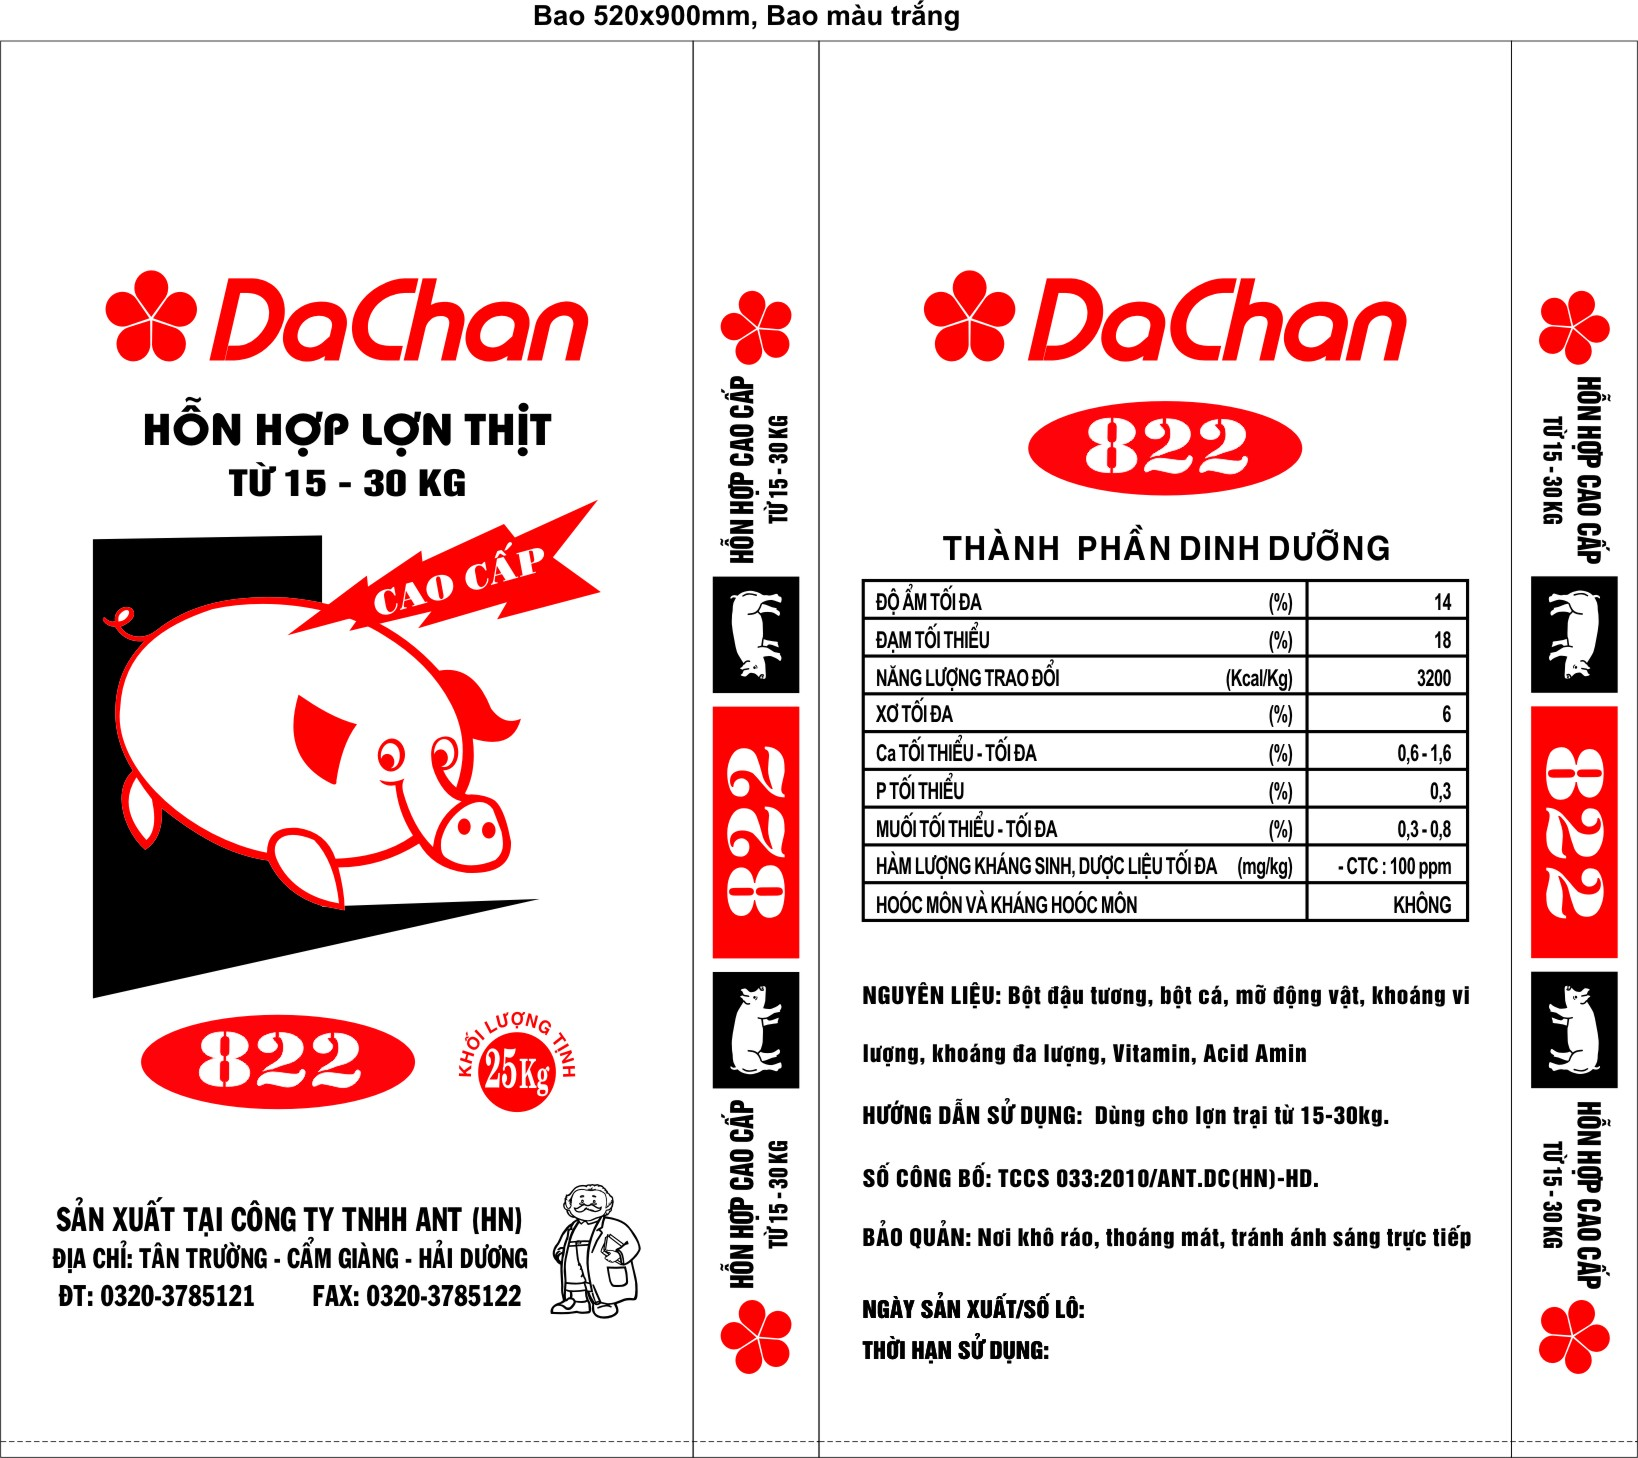 Bao 520x900mm, Bao màu trắng
DaChan
HỖN HỢP LỢN THỊT
TỪ 15 - 30 KG
CAO CẤP
822
KHỐI LƯỢNG TỊNH
25Kg
SẢN XUẤT TẠI CÔNG TY TNHH ANT (HN)
ĐỊA CHỈ: TÂN TRƯỜNG - CẨM GIÀNG - HẢI DƯƠNG
ĐT: 0320-3785121 FAX: 0320-3785122
HỖN HỢP CAO CẤP
TỪ 15 - 30 KG
822
HỖN HỢP CAO CẤP
TỪ 15 - 30 KG
DaChan
822
THÀNH PHẦN DINH DƯỠNG
ĐỘ ẨM TỐI ĐA (%) 14
ĐẠM TỐI THIỂU (%) 18
NĂNG LƯỢNG TRAO ĐỔI (Kcal/Kg) 3200
XƠ TỐI ĐA (%) 6
Ca TỐI THIỂU - TỐI ĐA (%) 0,6 - 1,6
P TỐI THIỂU (%) 0,3
MUỐI TỐI THIỂU - TỐI ĐA (%) 0,3 - 0,8
HÀM LƯỢNG KHÁNG SINH, DƯỢC LIỆU TỐI ĐA (mg/kg) - CTC : 100 ppm
HOÓC MÔN VÀ KHÁNG HOÓC MÔN KHÔNG
NGUYÊN LIỆU: Bột đậu tương, bột cá, mỡ động vật, khoáng vi
lượng, khoáng đa lượng, Vitamin, Acid Amin
HƯỚNG DẪN SỬ DỤNG: Dùng cho lợn trại từ 15-30kg.
SỐ CÔNG BỐ: TCCS 033:2010/ANT.DC(HN)-HD.
BẢO QUẢN: Nơi khô ráo, thoáng mát, tránh ánh sáng trực tiếp
NGÀY SẢN XUẤT/SỐ LÔ:
THỜI HẠN SỬ DỤNG:
HỖN HỢP CAO CẤP
TỪ 15 - 30 KG
822
HỖN HỢP CAO CẤP
TỪ 15 - 30 KG